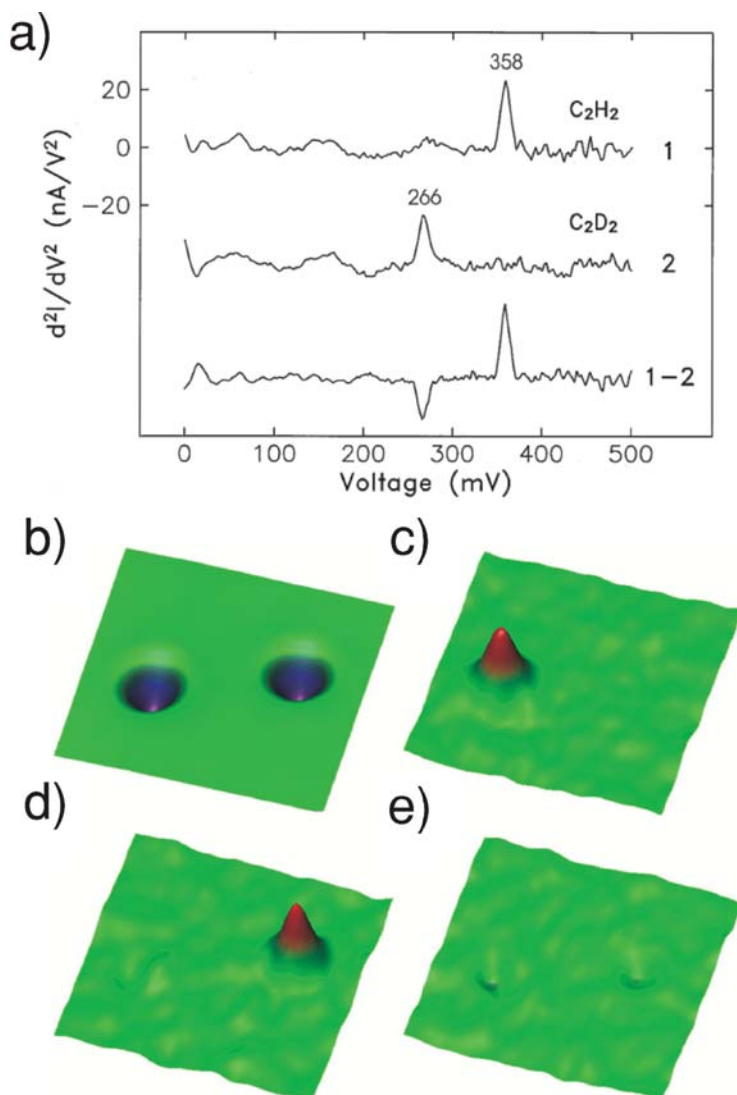 a)
358
20
C₂H₂
0
1
266
−20
C₂D₂
2
1−2
d²I/dV² (nA/V²)
0 100 200 300 400 500
Voltage (mV)
b)
c)
d)
e)